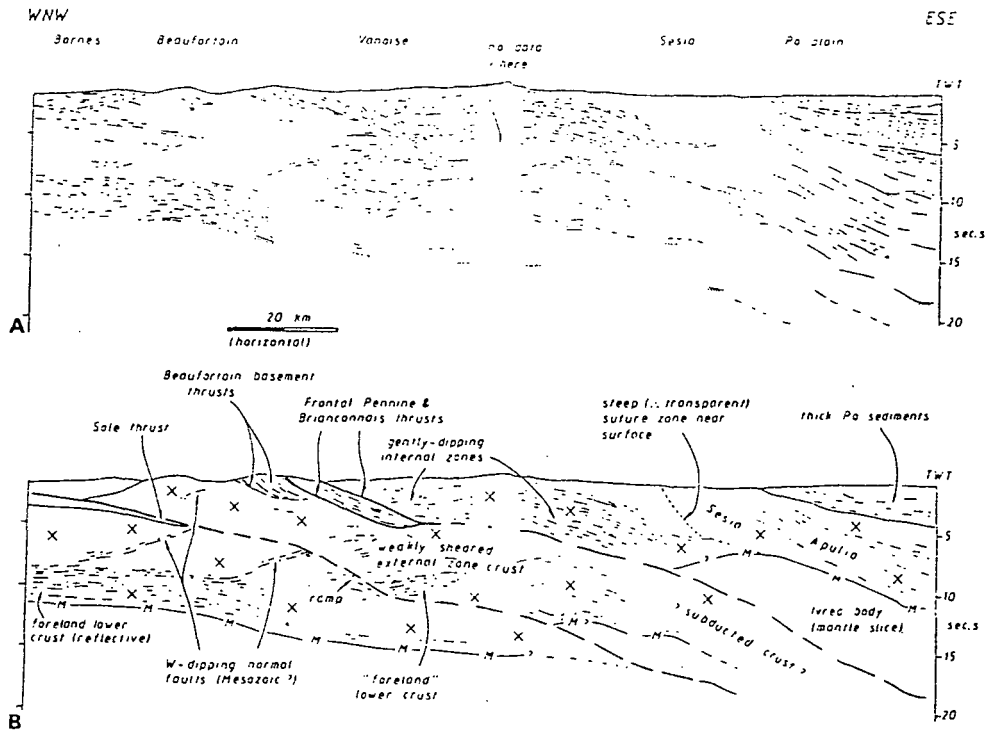 WNW
ESE
Bornes
Beaufortain
Vanoise
no data
here
Sesia
Po plain
TWT
5
10
sec.s
15
20
A
20 km
(horizontal)
Beaufortain basement
thrusts
Frontal Pennine &
Brianconnais thrusts
steep (∴ transparent)
suture zone near
surface
thick Po sediments
Sole thrust
gently-dipping
internal zones
TWT
Sesia
Apulia
5
weakly sheared
external zone crust
ramp
M
M
M
M
M
M
M ?
M
M
M
?
?
? subducted crust ?
Ivrea body
(mantle slice)
10
sec.s
foreland lower
crust (reflective)
W-dipping normal
faults (Mesozoic ?)
"foreland"
lower crust
15
20
B